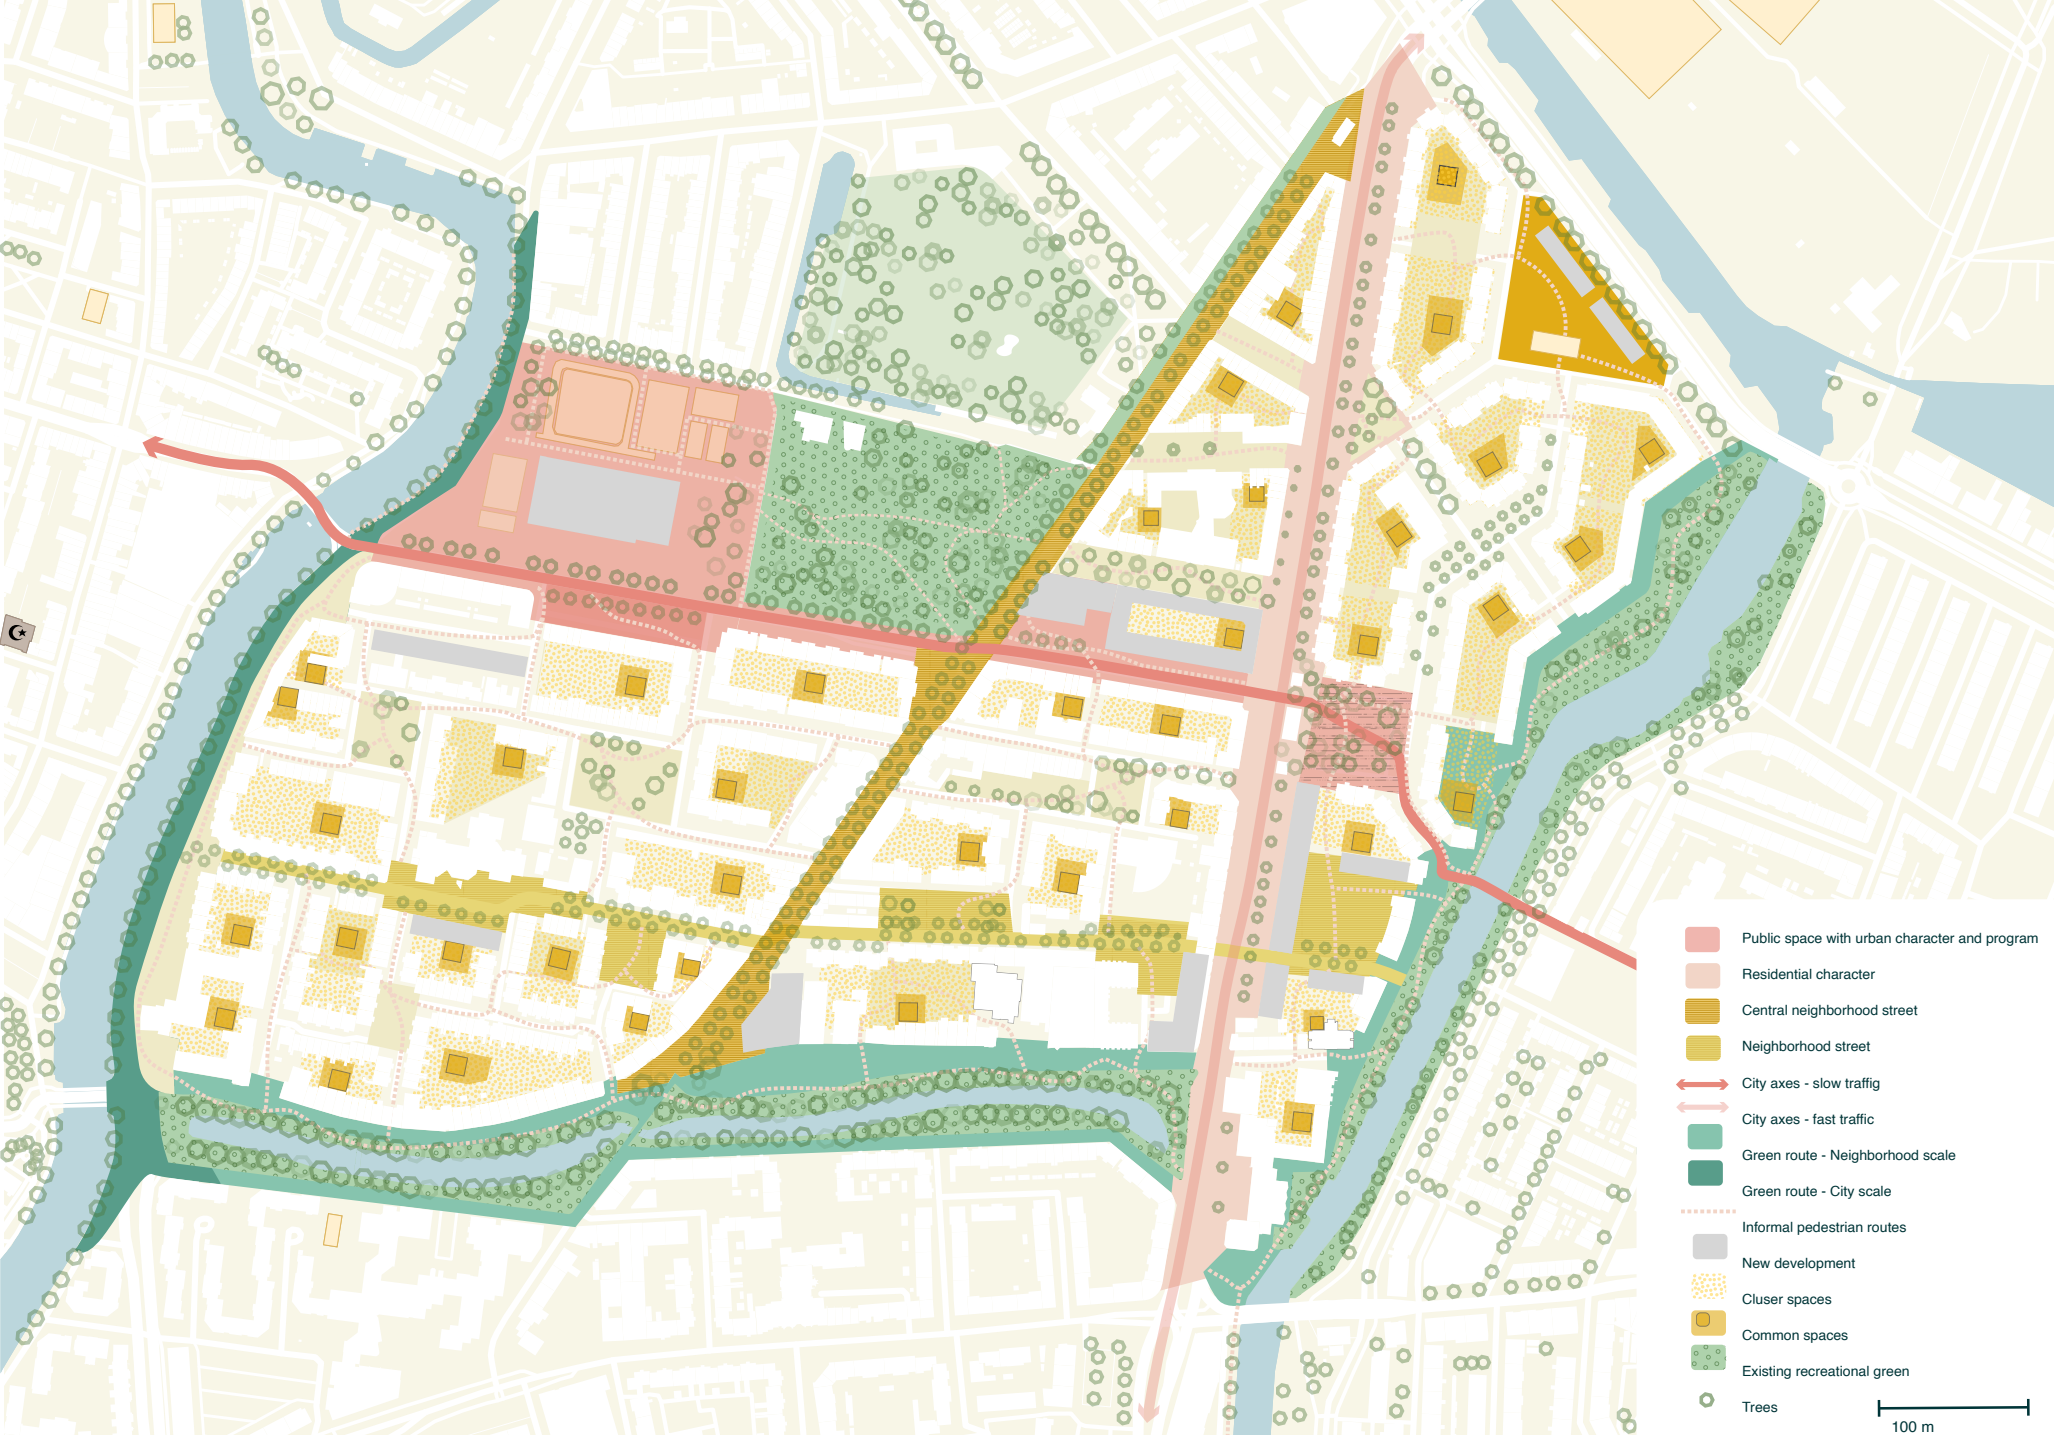 Public space with urban character and program
Residential character
Central neighborhood street
Neighborhood street
City axes - slow traffig
City axes - fast traffic
Green route - Neighborhood scale
Green route - City scale
Informal pedestrian routes
New development
Cluser spaces
Common spaces
Existing recreational green
Trees
100 m